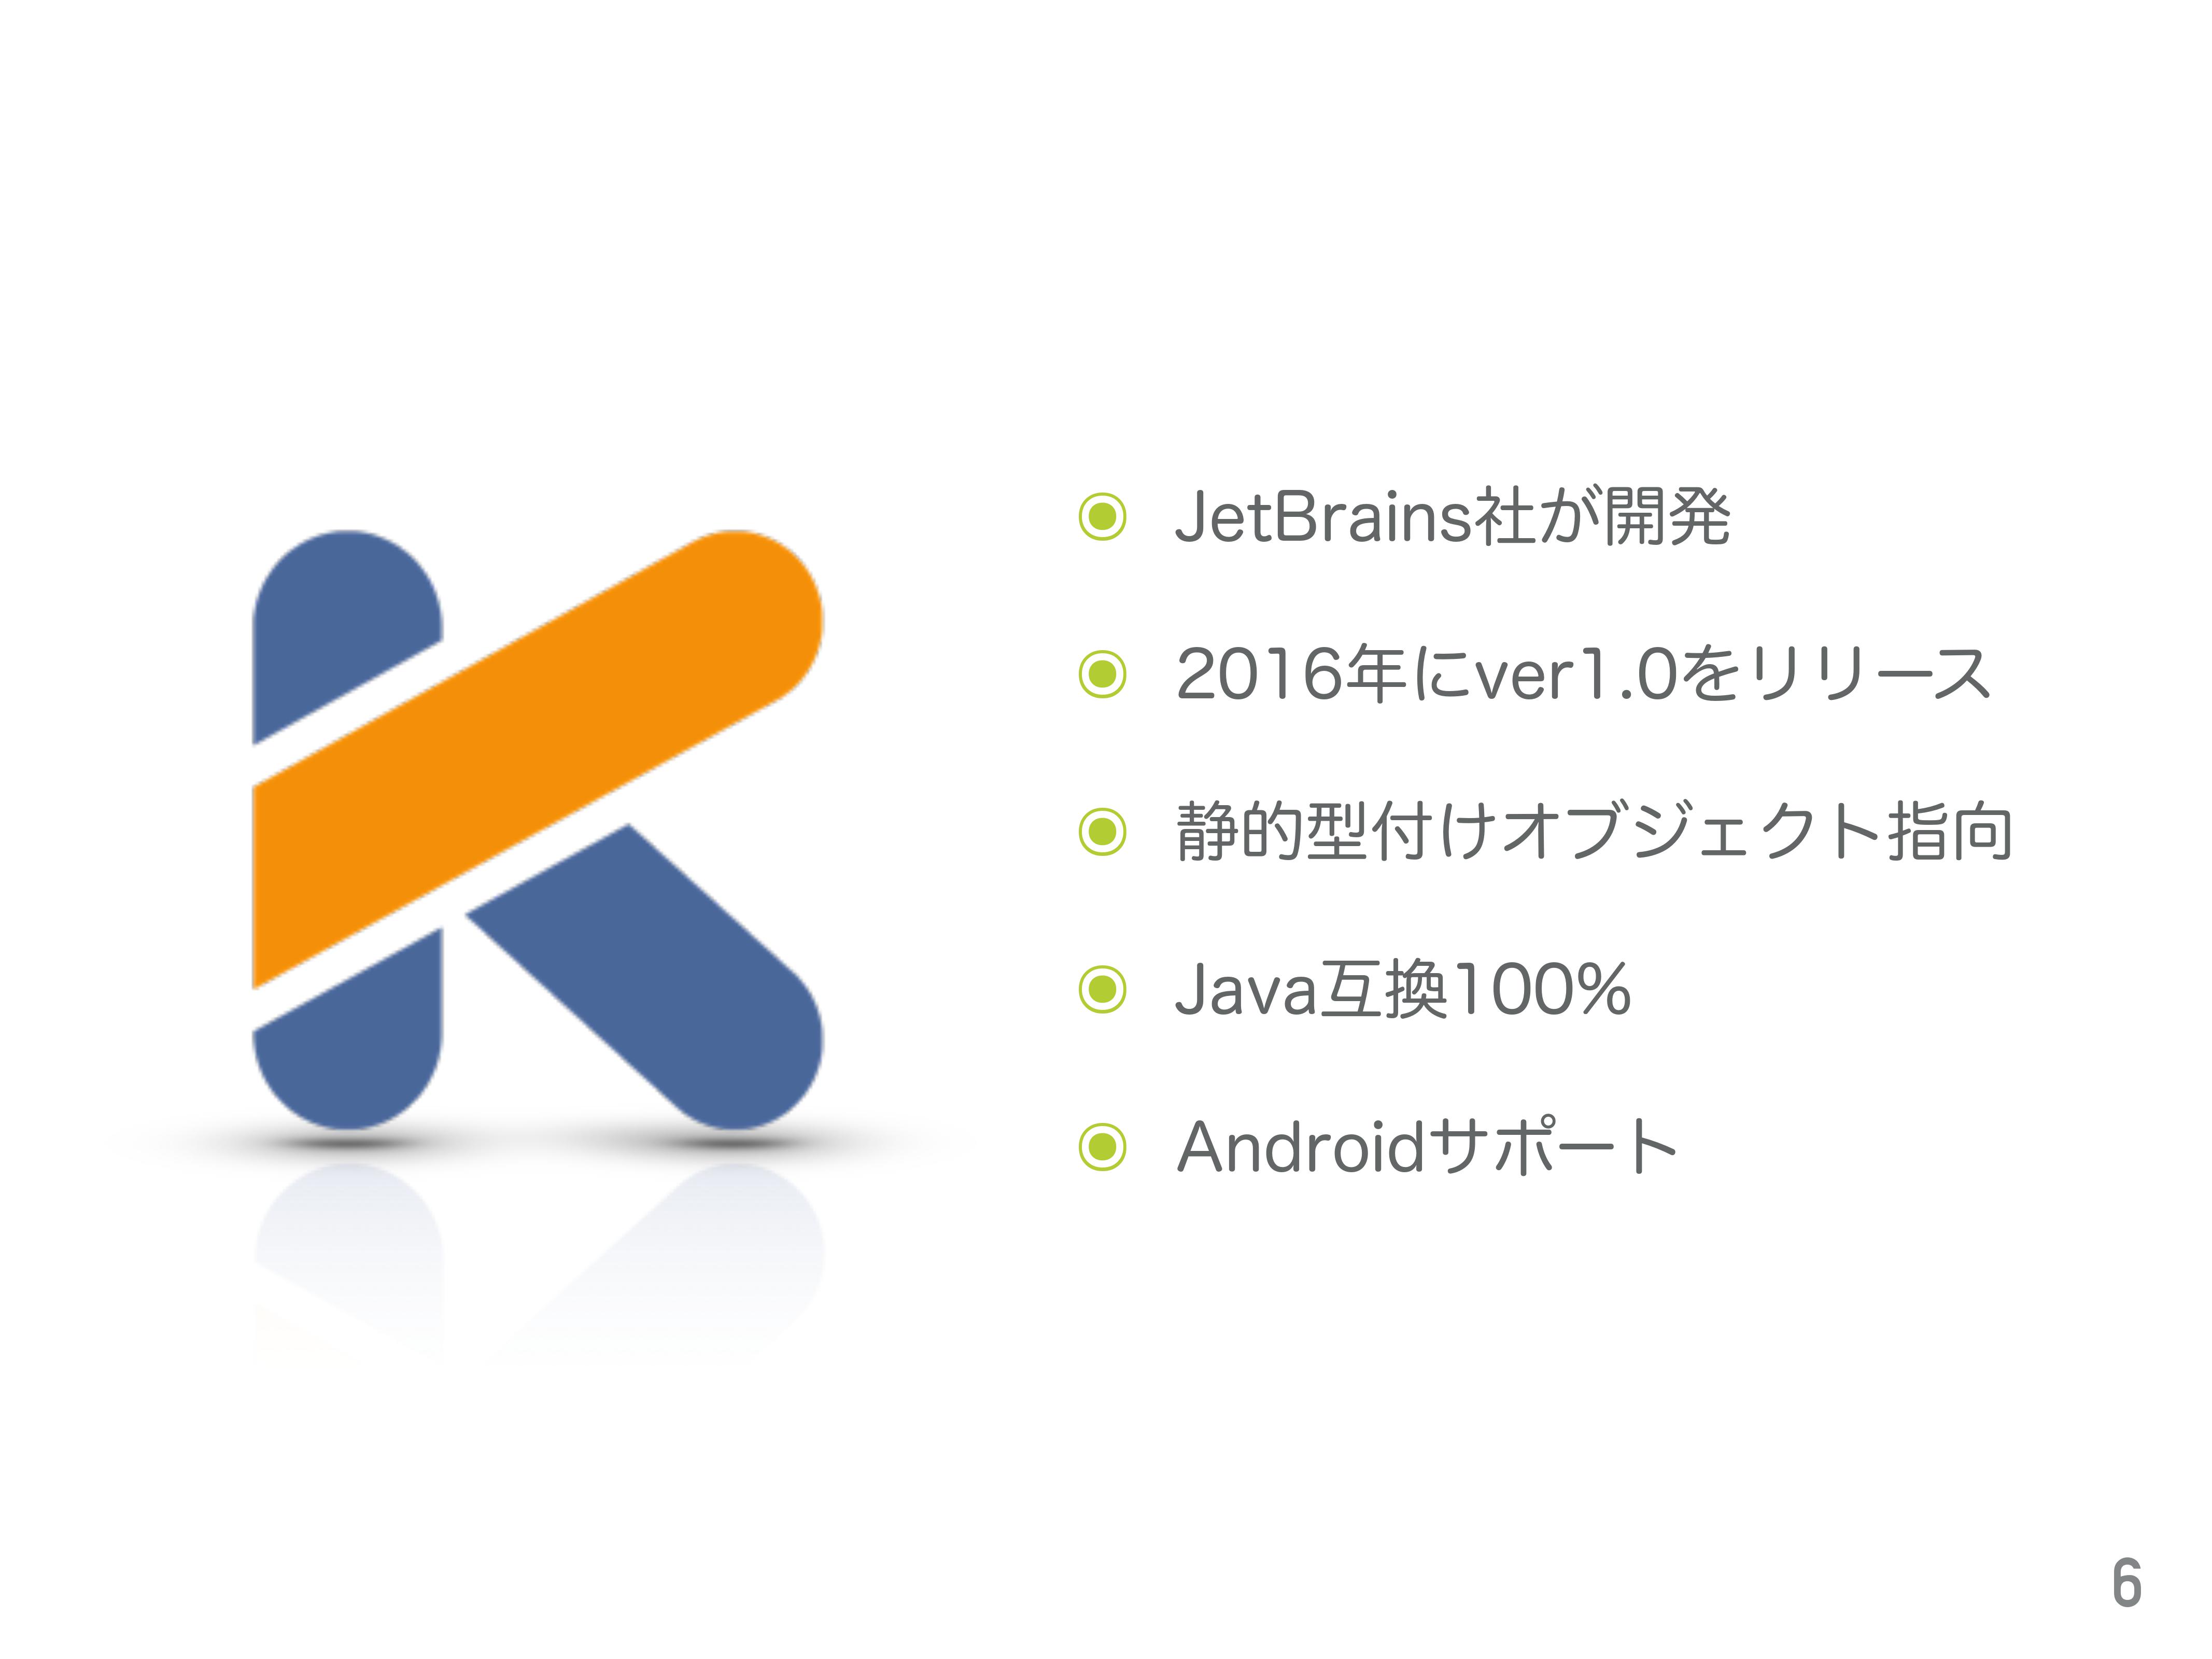 JetBrains社が開発
2016年にver1.0をリリース
静的型付けオブジェクト指向
Java互換100%
Androidサポート
6